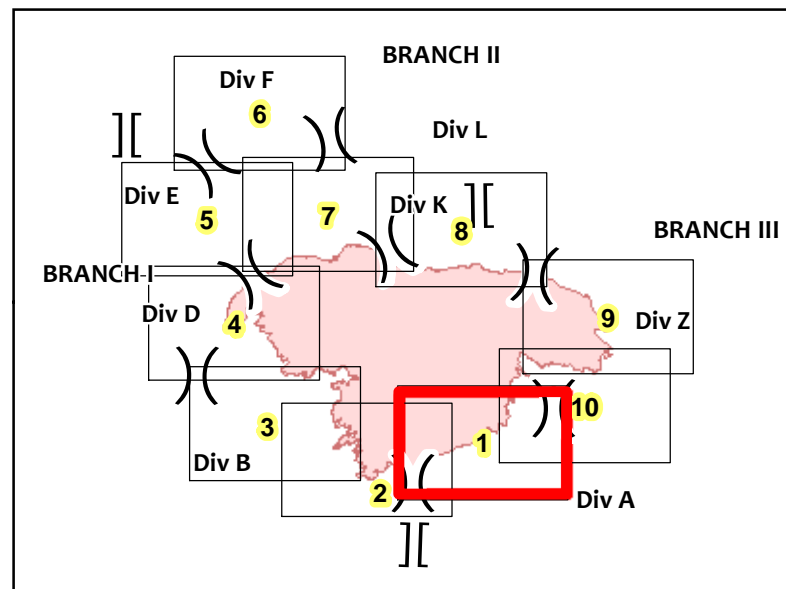 BRANCH II
Div F
6
][
Div L
Div E
5
7
Div K
][
8
BRANCH III
BRANCH I
Div D
4
9
Div Z
10
3
1
Div B
2
Div A
][